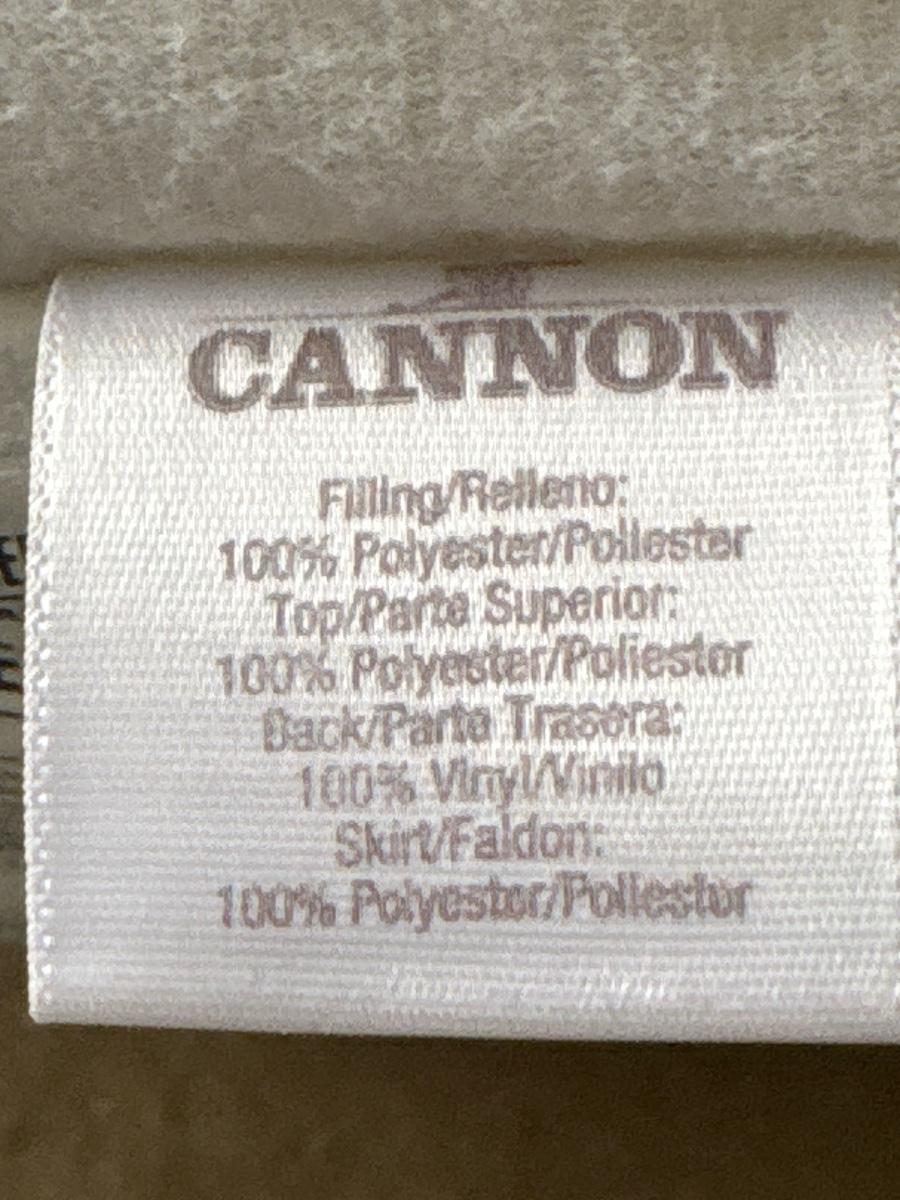 CANNON
Filling/Relleno:
100% Polyester/Poliester
Top/Parte Superior:
100% Polyester/Poliester
Back/Parte Trasera:
100% Vinyl/Vinilo
Skirt/Faldon:
100% Polyester/Poliester